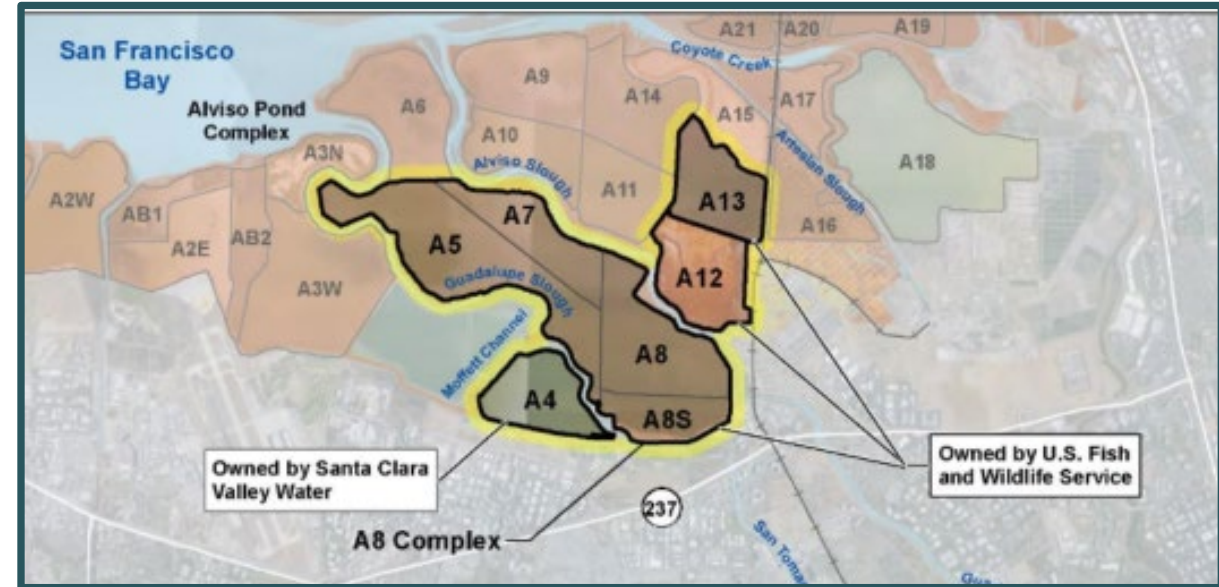 San Francisco
Bay
Alviso Pond
Complex
A21
A20
A19
Coyote Creek
A9
A14
A15
A17
A6
A10
A3N
Alviso Slough
A11
Artesian Slough
A18
A2W
AB1
A2E
AB2
A3W
A7
A5
A13
A16
A12
Guadalupe Slough
Moffett Channel
A8
A4
A8S
Owned by Santa Clara
Valley Water
Owned by U.S. Fish
and Wildlife Service
237
A8 Complex
San Tomas
Gua